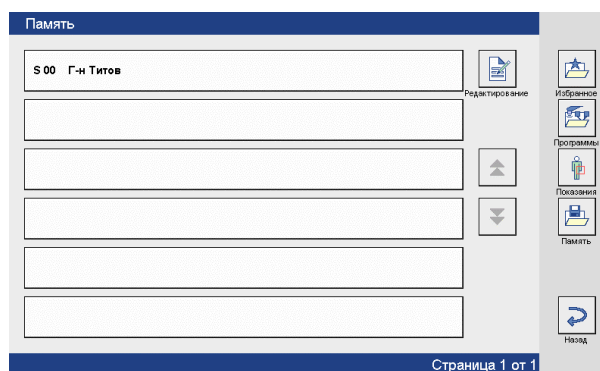 Память
S 00 Г-н Титов
Редактирование
Избранное
Программы
Показания
Память
Назад
Страница 1 от 1